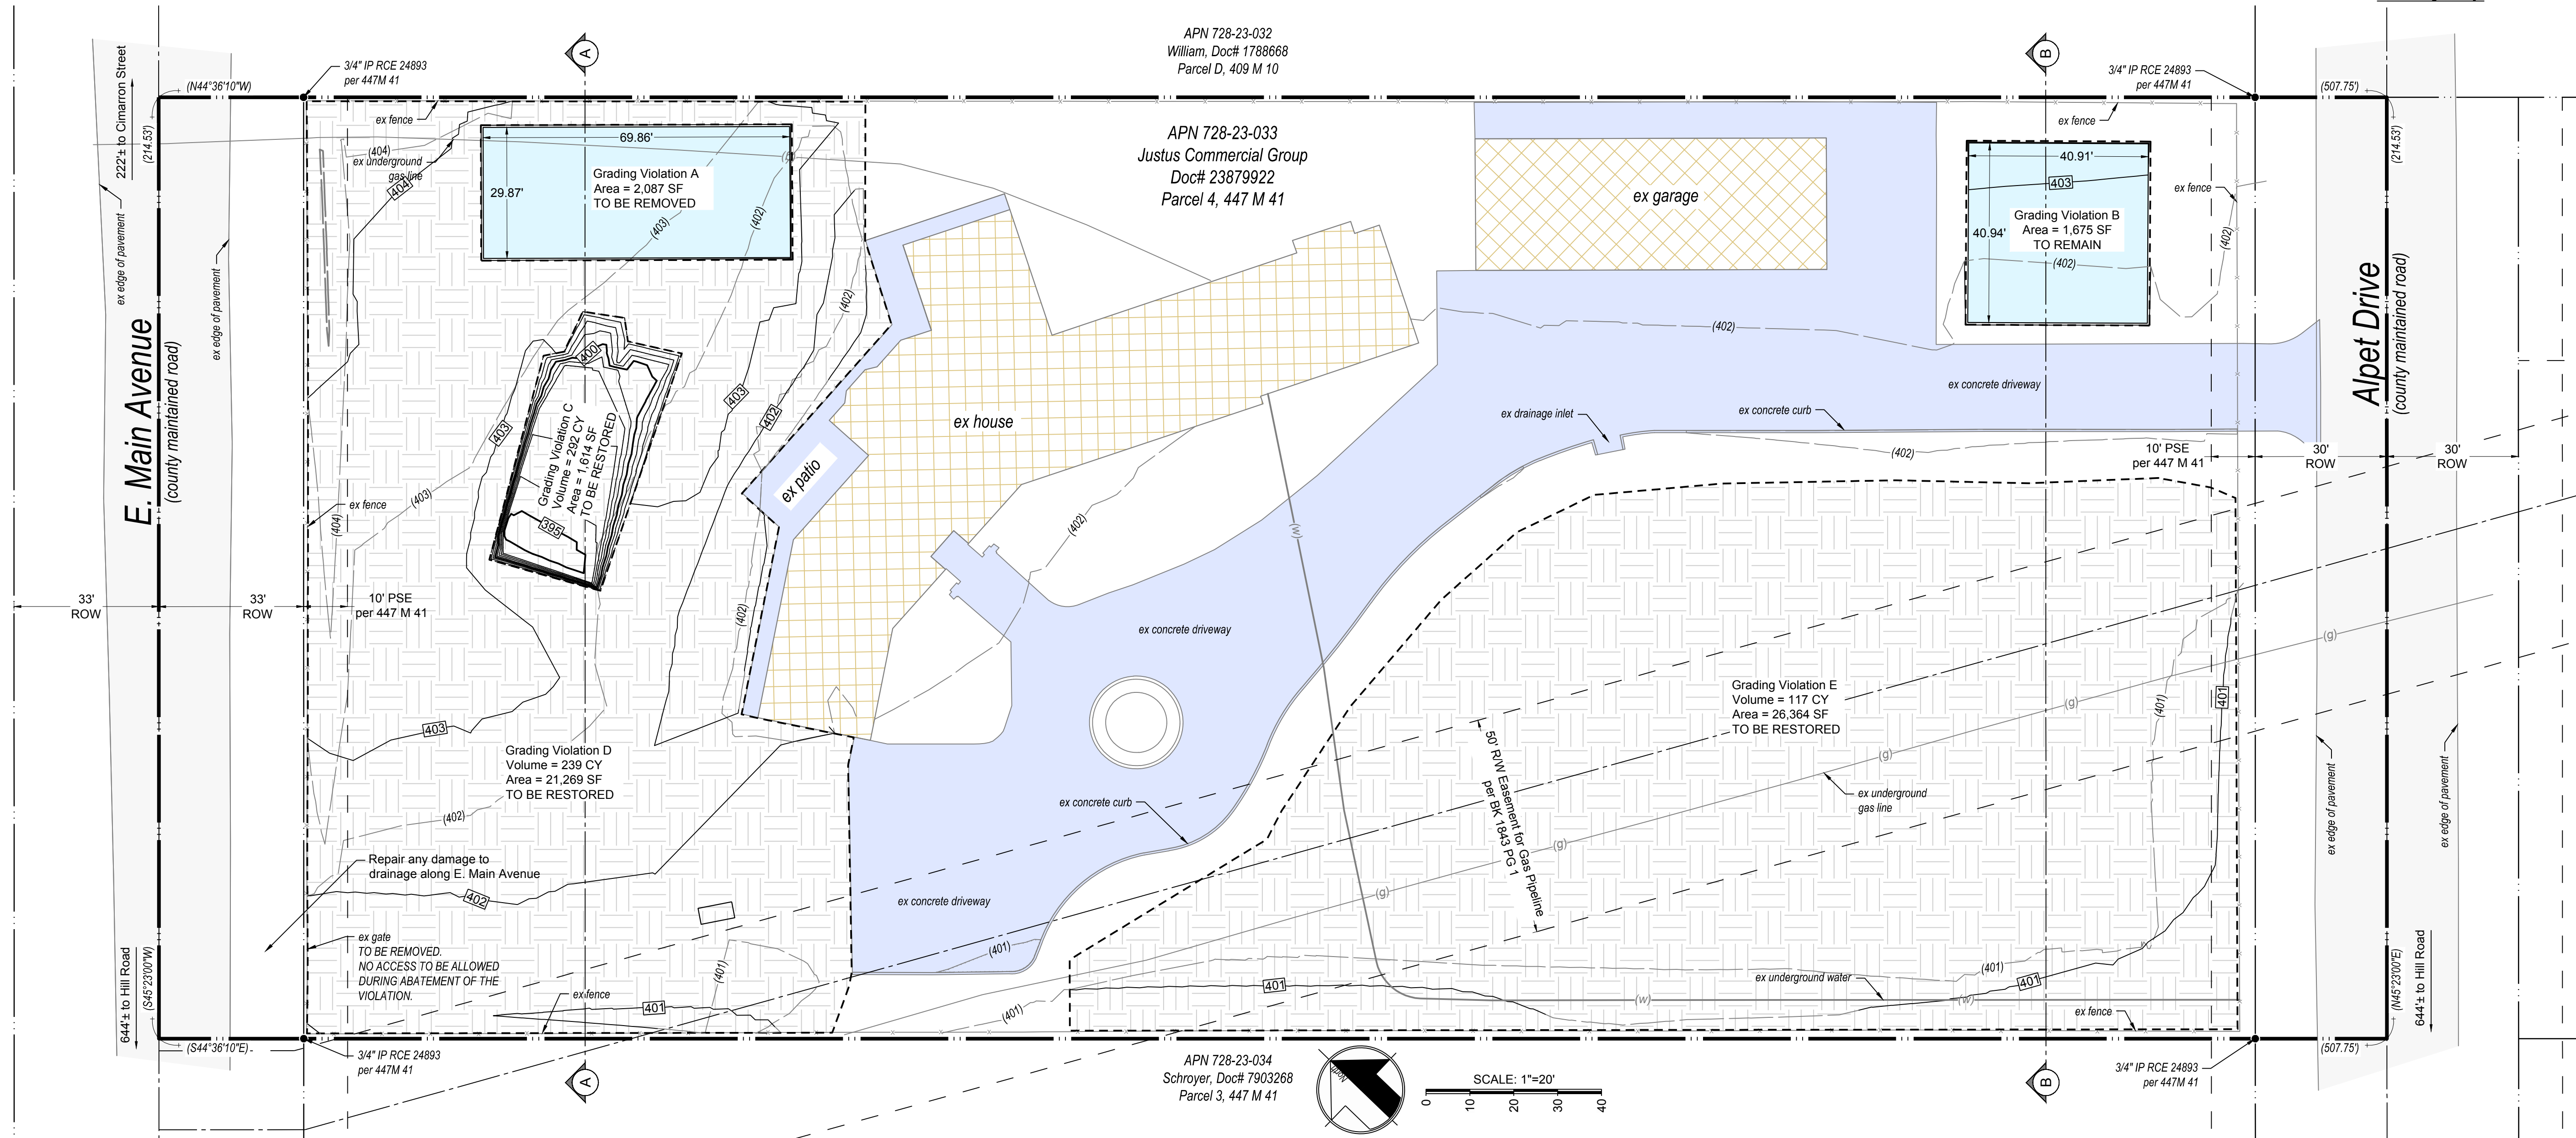 APN 728-23-032
William, Doc# 1788668
Parcel D, 409 M 10
222'± to Cimarron Street
(N44°36'10"W)
3/4" IP RCE 24893
per 447M 41
A
B
3/4" IP RCE 24893
per 447M 41
(507.75')
(214.53')
(214.53')
ex edge of pavement
ex edge of pavement
E. Main Avenue
(county maintained road)
ex fence
(404)
ex underground
gas line
404
69.86'
29.87'
Grading Violation A
Area = 2,087 SF
TO BE REMOVED
(403)
(402)
(402)
APN 728-23-033
Justus Commercial Group
Doc# 23879922
Parcel 4, 447 M 41
ex garage
ex fence
ex fence
40.91'
403
40.94'
Grading Violation B
Area = 1,675 SF
TO REMAIN
(402)
(402)
(402)
Alpet Drive
(county maintained road)
ex concrete driveway
ex drainage inlet
ex concrete curb
(402)
10' PSE
per 447 M 41
30'
ROW
30'
ROW
400
403
Grading Violation C
Volume = 292 CY
Area = 1,614 SF
TO BE RESTORED
395
403
402
(403)
ex fence
(404)
ex patio
ex house
(402)
(402)
(w)
33'
ROW
33'
ROW
10' PSE
per 447 M 41
ex concrete driveway
403
Grading Violation D
Volume = 239 CY
Area = 21,269 SF
TO BE RESTORED
(402)
Grading Violation E
Volume = 117 CY
Area = 26,364 SF
TO BE RESTORED
(g)
(g)
(g)
(g)
(g)
401
(401)
50' R/W Easement for Gas Pipeline
per BK 1843 PG 1
ex underground
gas line
ex concrete curb
ex concrete driveway
Repair any damage to
drainage along E. Main Avenue
402
ex gate
TO BE REMOVED.
NO ACCESS TO BE ALLOWED
DURING ABATEMENT OF THE
VIOLATION.
ex fence
401
(401)
(401)
(401)
401
ex underground water
(w)
(w)
(401)
401
ex fence
ex edge of pavement
ex edge of pavement
644'± to Hill Road
(S45°23'00"W)
(S44°36'10"E)
3/4" IP RCE 24893
per 447M 41
A
APN 728-23-034
Schroyer, Doc# 7903268
Parcel 3, 447 M 41
North
SCALE: 1"=20'
0
10
20
30
40
B
3/4" IP RCE 24893
per 447M 41
(507.75')
(N45°23'00"E)
644'± to Hill Road